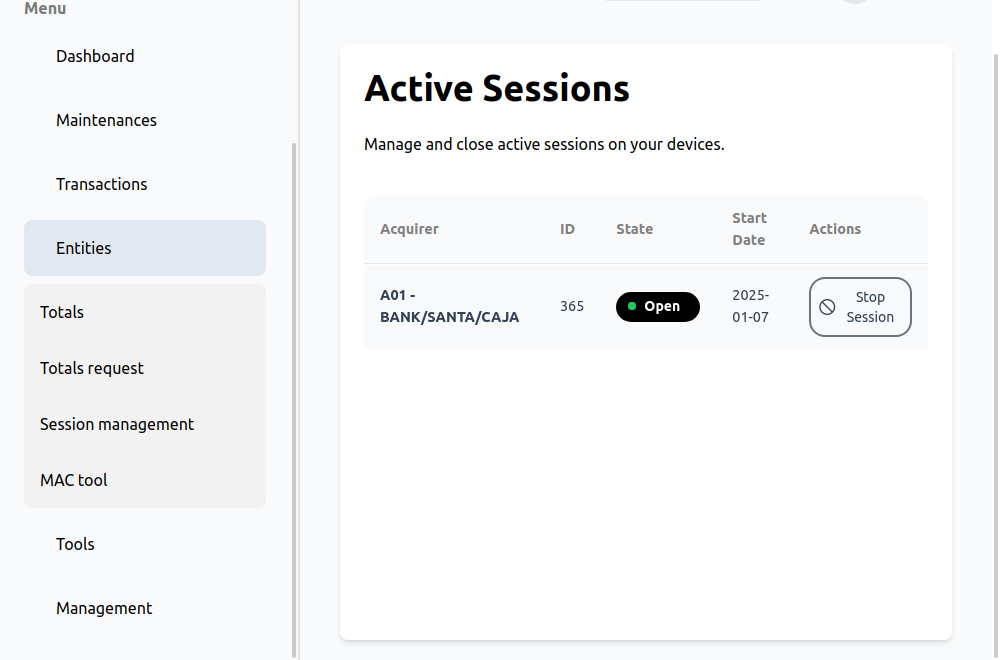 Menu
Dashboard
Maintenances
Transactions
Entities
Totals
Totals request
Session management
MAC tool
Tools
Management
Active Sessions
Manage and close active sessions on your devices.
Acquirer ID State Start Date Actions
A01 -
BANK/SANTA/CAJA
365
Open
2025-
01-07
Stop
Session